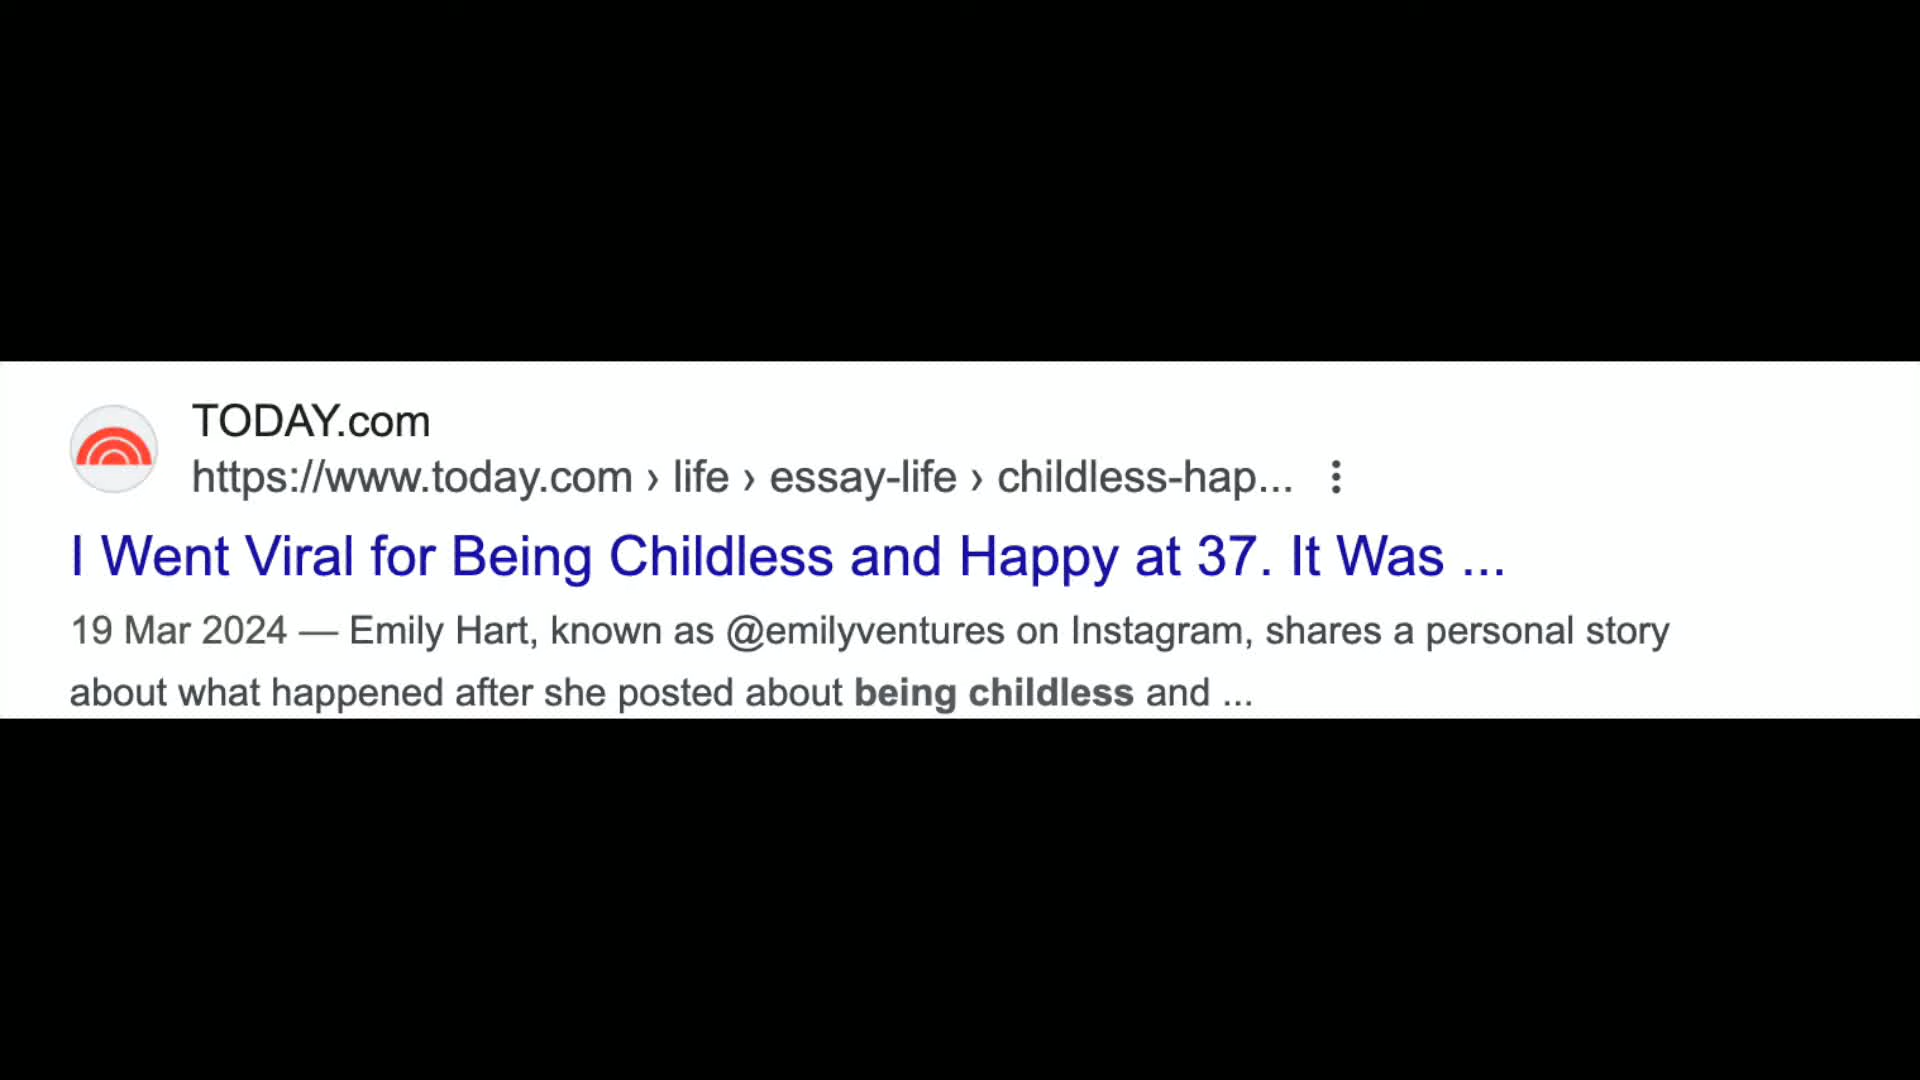 TODAY.com
https://www.today.com › life › essay-life › childless-hap...
I Went Viral for Being Childless and Happy at 37. It Was ...
19 Mar 2024 — Emily Hart, known as @emilyventures on Instagram, shares a personal story
about what happened after she posted about being childless and ...